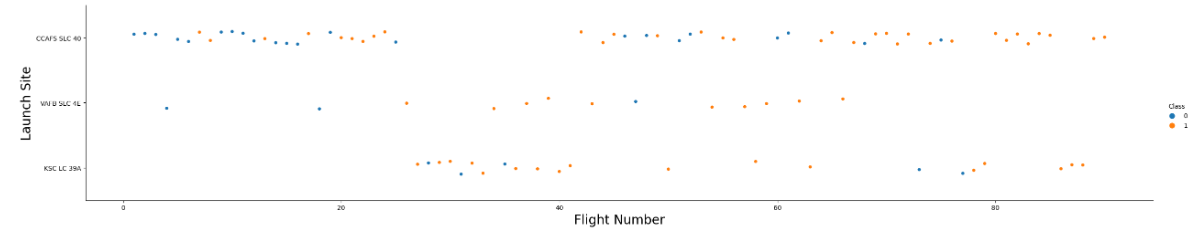 Launch Site
CCAFS SLC 40
VAFB SLC 4E
KSC LC 39A
0
20
40
60
80
Flight Number
Class
0
1